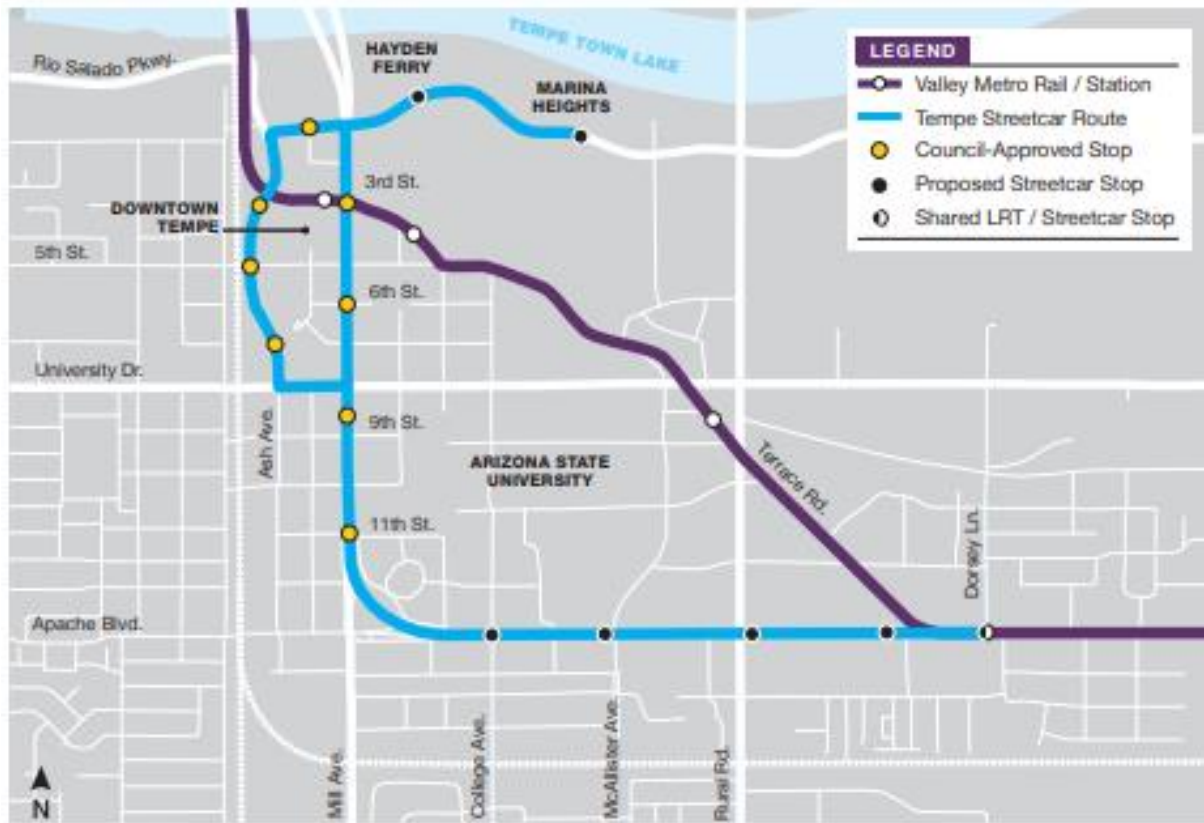 TEMPE TOWN LAKE
Rio Salado Pkwy.
HAYDEN
FERRY
MARINA
HEIGHTS
LEGEND
Valley Metro Rail / Station
Tempe Streetcar Route
Council-Approved Stop
Proposed Streetcar Stop
Shared LRT / Streetcar Stop
3rd St.
DOWNTOWN
TEMPE
5th St.
6th St.
University Dr.
9th St.
Ash Ave.
ARIZONA STATE
UNIVERSITY
Terrace Rd.
11th St.
Dorsey Ln.
Apache Blvd.
Mill Ave.
College Ave.
McAllister Ave.
Rural Rd.
N